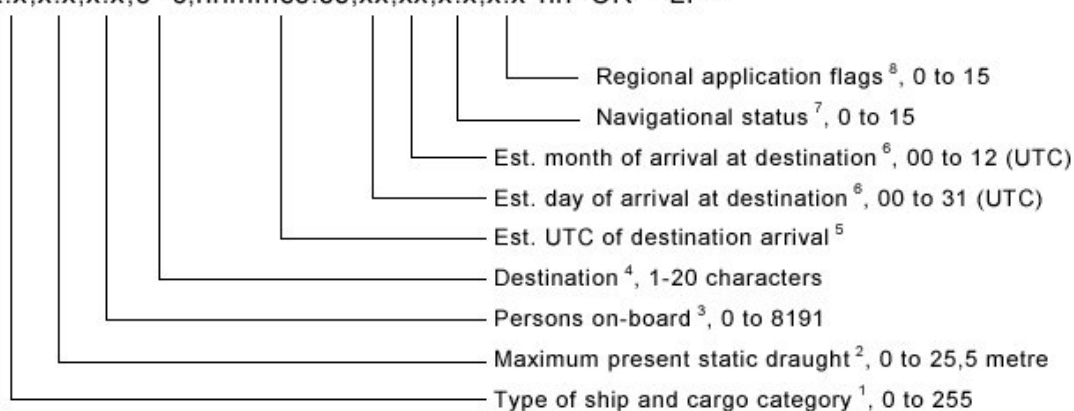 Regional application flags 8, 0 to 15
Navigational status 7, 0 to 15
Est. month of arrival at destination 6, 00 to 12 (UTC)
Est. day of arrival at destination 6, 00 to 31 (UTC)
Est. UTC of destination arrival 5
Destination 4, 1-20 characters
Persons on-board 3, 0 to 8191
Maximum present static draught 2, 0 to 25,5 metre
Type of ship and cargo category 1, 0 to 255